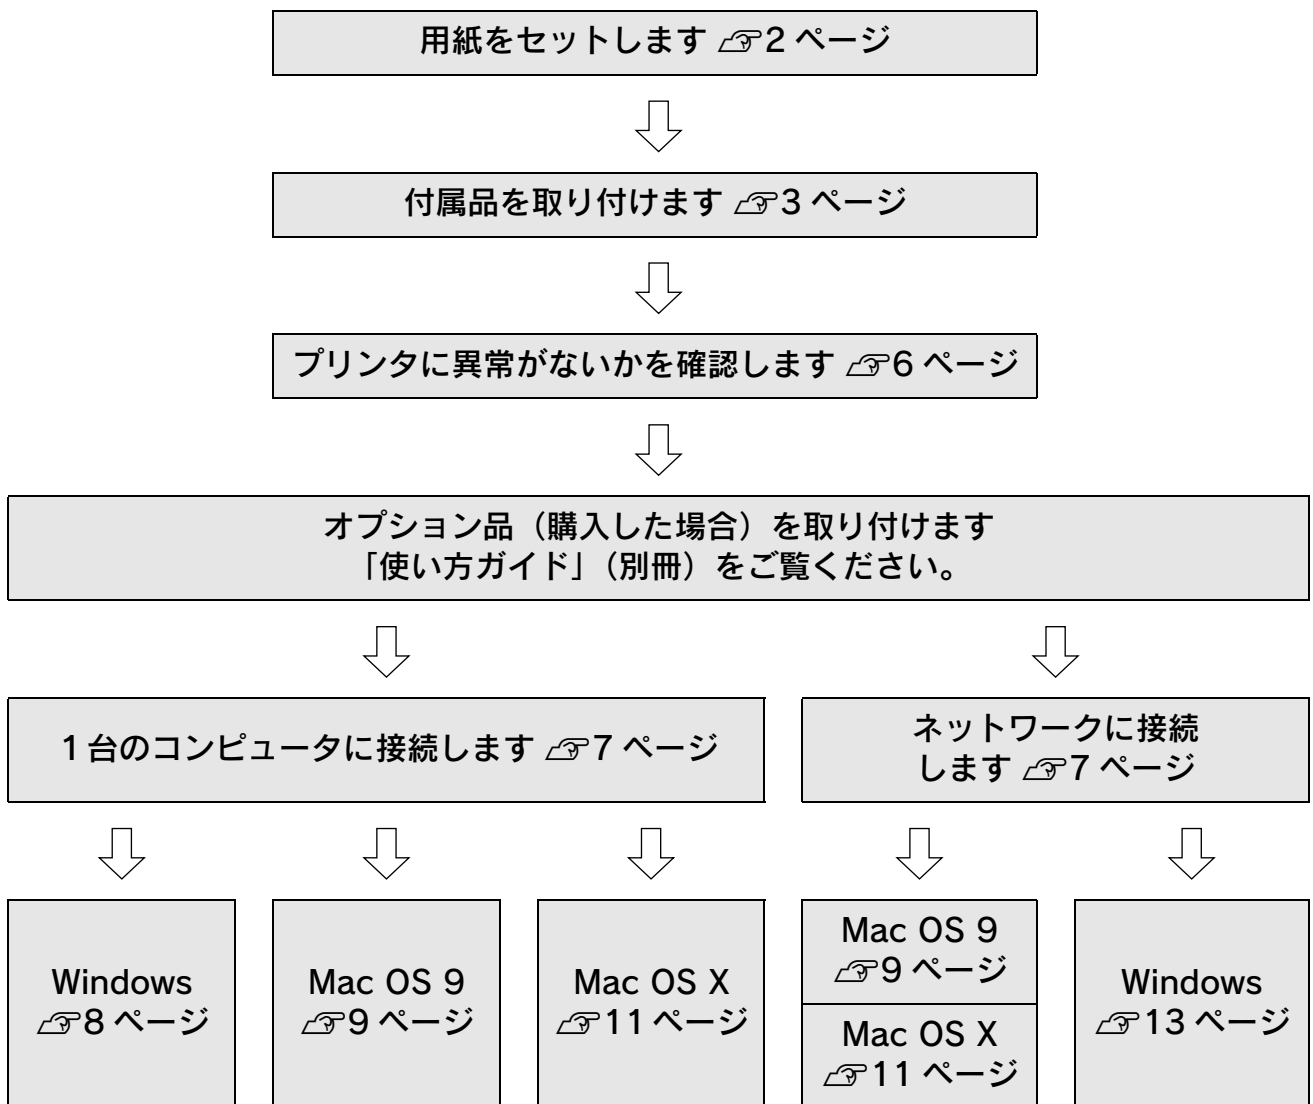 用紙をセットします ☞2 ページ
付属品を取り付けます ☞3 ページ
プリンタに異常がないかを確認します ☞6 ページ
オプション品（購入した場合）を取り付けます
「使い方ガイド」（別冊）をご覧ください。
1台のコンピュータに接続します ☞7 ページ
ネットワークに接続
します ☞7 ページ
Windows
☞8 ページ
Mac OS 9
☞9 ページ
Mac OS X
☞11 ページ
Mac OS 9
☞9 ページ
Mac OS X
☞11 ページ
Windows
☞13 ページ